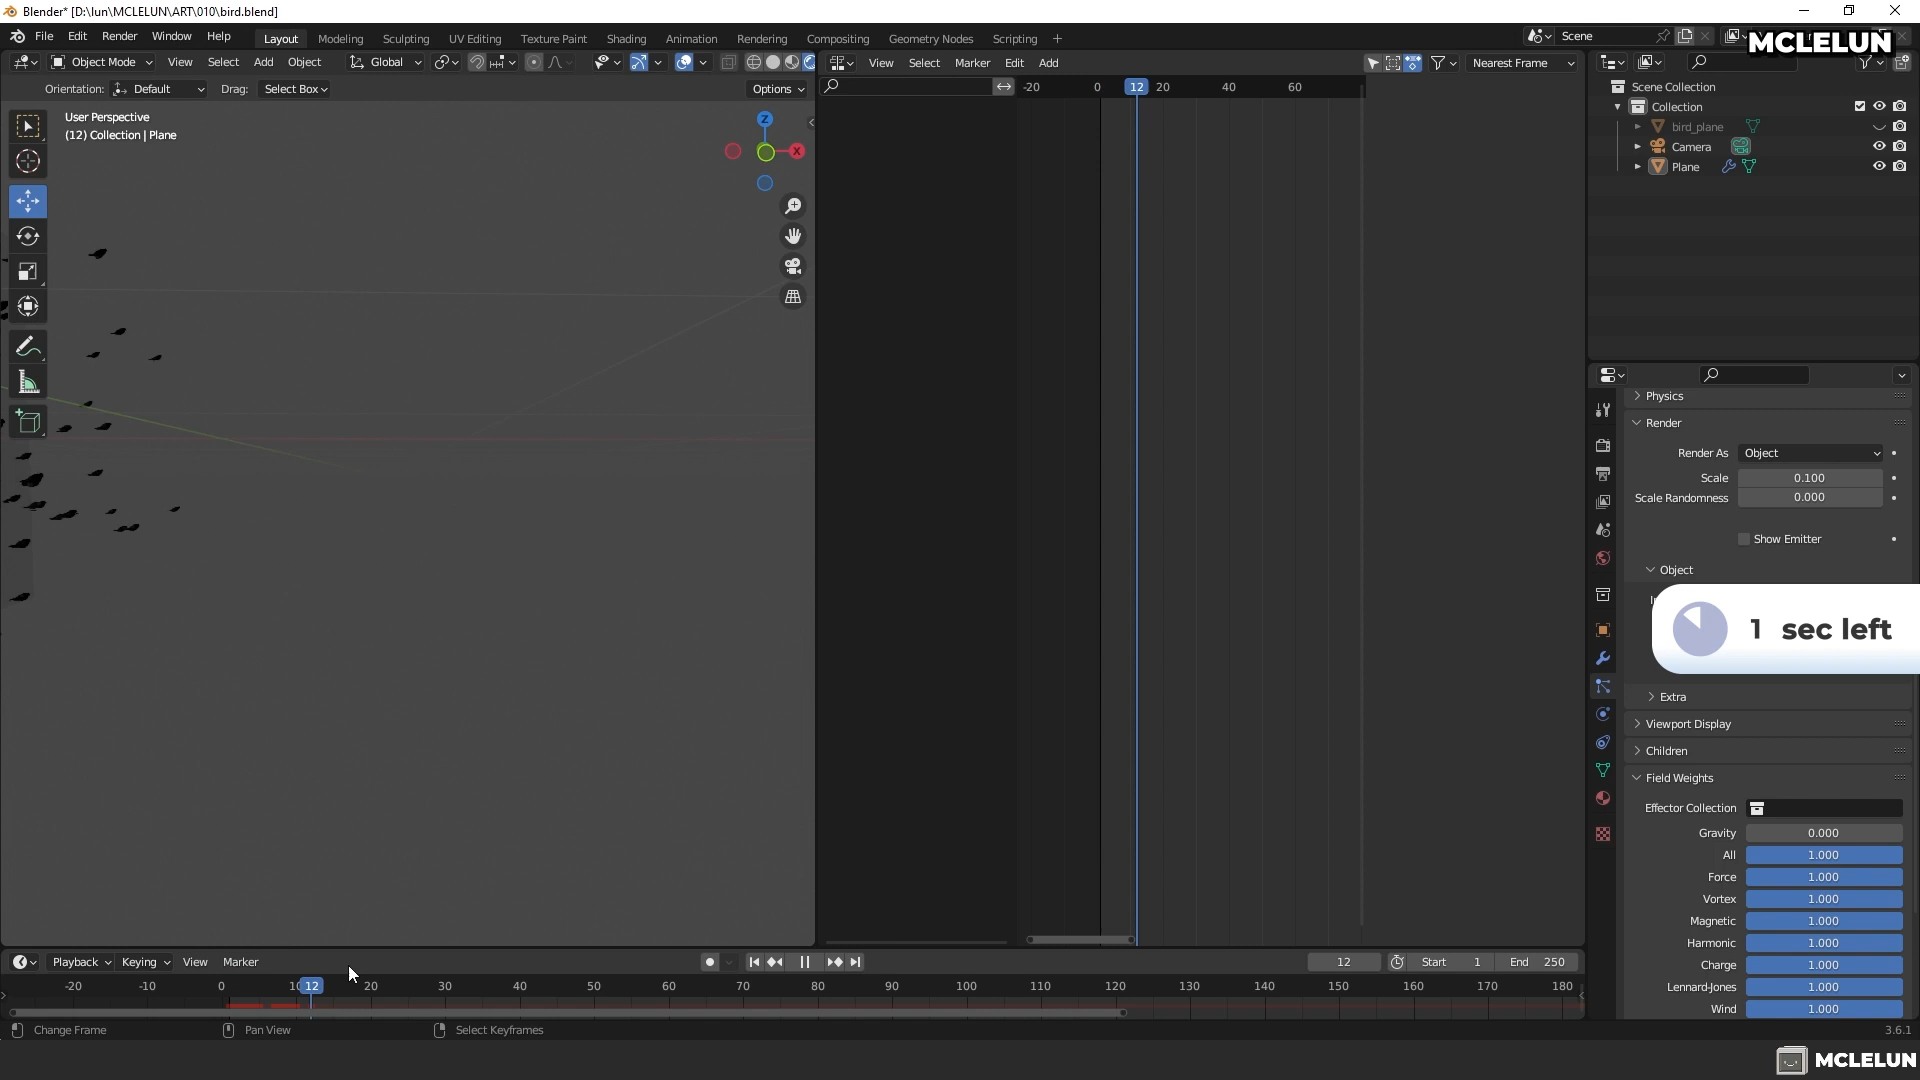 Blender* [D:\lun\MCLELUN\ART\010\bird.blend]
File Edit Render Window Help Layout Modeling Sculpting UV Editing Texture Paint Shading Animation Rendering Compositing Geometry Nodes Scripting + Scene
MCLELUN
Object Mode View Select Add Object Global
View Select Marker Edit Add Nearest Frame
Orientation: Default Drag: Select Box Options
-20 0 12 20 40 60
User Perspective
(12) Collection | Plane
Z
X
Scene Collection
Collection
bird_plane
Camera
Plane
Physics
Render
Render As Object
Scale 0.100
Scale Randomness 0.000
Show Emitter
Object
1 sec left
Extra
Viewport Display
Children
Field Weights
Effector Collection
Gravity 0.000
All 1.000
Force 1.000
Vortex 1.000
Magnetic 1.000
Harmonic 1.000
Charge 1.000
Lennard-Jones 1.000
Wind 1.000
Playback Keying View Marker 12 Start 1 End 250
-20 -10 0 12 20 30 40 50 60 70 80 90 100 110 120 130 140 150 160 170 180
Change Frame Pan View Select Keyframes 3.6.1
MCLELUN